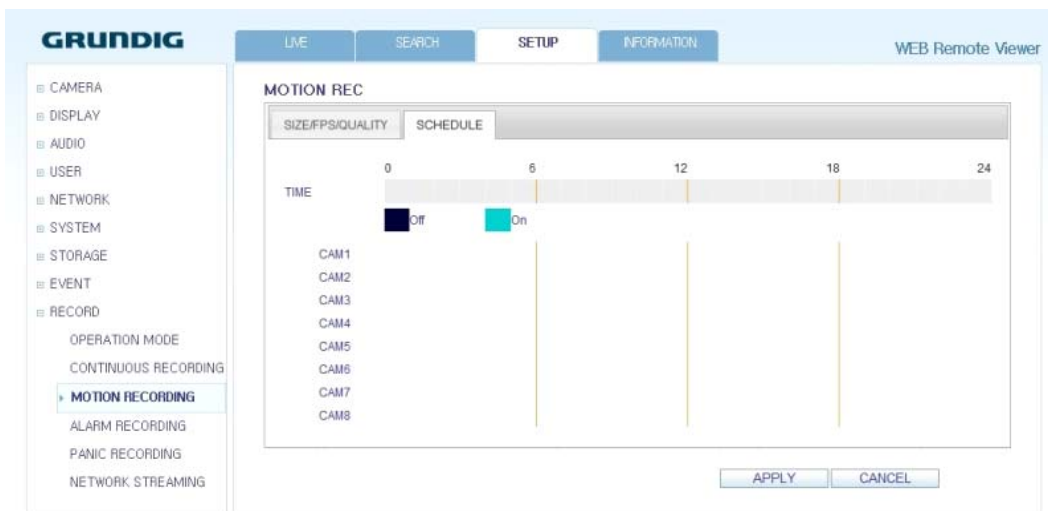 GRUNDIG
LIVE
SEARCH
SETUP
INFORMATION
WEB Remote Viewer
CAMERA
DISPLAY
AUDIO
USER
NETWORK
SYSTEM
STORAGE
EVENT
RECORD
OPERATION MODE
CONTINUOUS RECORDING
MOTION RECORDING
ALARM RECORDING
PANIC RECORDING
NETWORK STREAMING
MOTION REC
SIZE/FPS/QUALITY
SCHEDULE
0 6 12 18 24
TIME
Off On
CAM1
CAM2
CAM3
CAM4
CAM5
CAM6
CAM7
CAM8
APPLY CANCEL